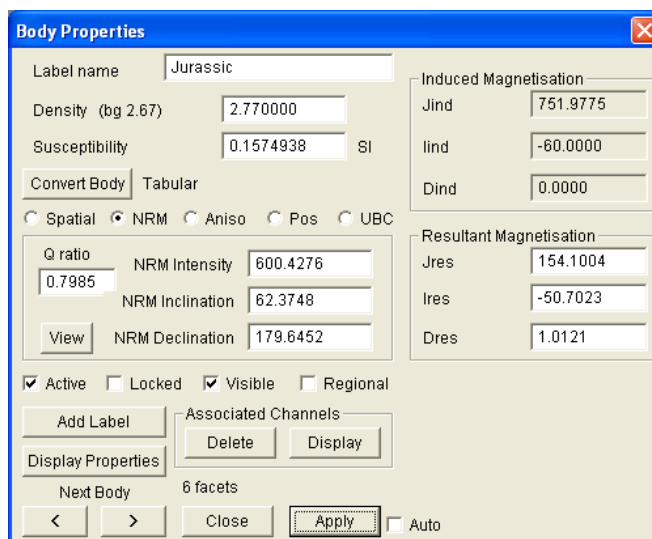 Body Properties
Label name Jurassic
Density (bg 2.67) 2.770000
Susceptibility 0.1574938 SI
Convert Body Tabular
Spatial NRM Aniso Pos UBC
Q ratio
0.7985
NRM Intensity 600.4276
NRM Inclination 62.3748
View NRM Declination 179.6452
Active Locked Visible Regional
Add Label
Display Properties
Associated Channels
Delete Display
Next Body
6 facets
< > Close Apply Auto
Induced Magnetisation
Jind 751.9775
Iind -60.0000
Dind 0.0000
Resultant Magnetisation
Jres 154.1004
Ires -50.7023
Dres 1.0121